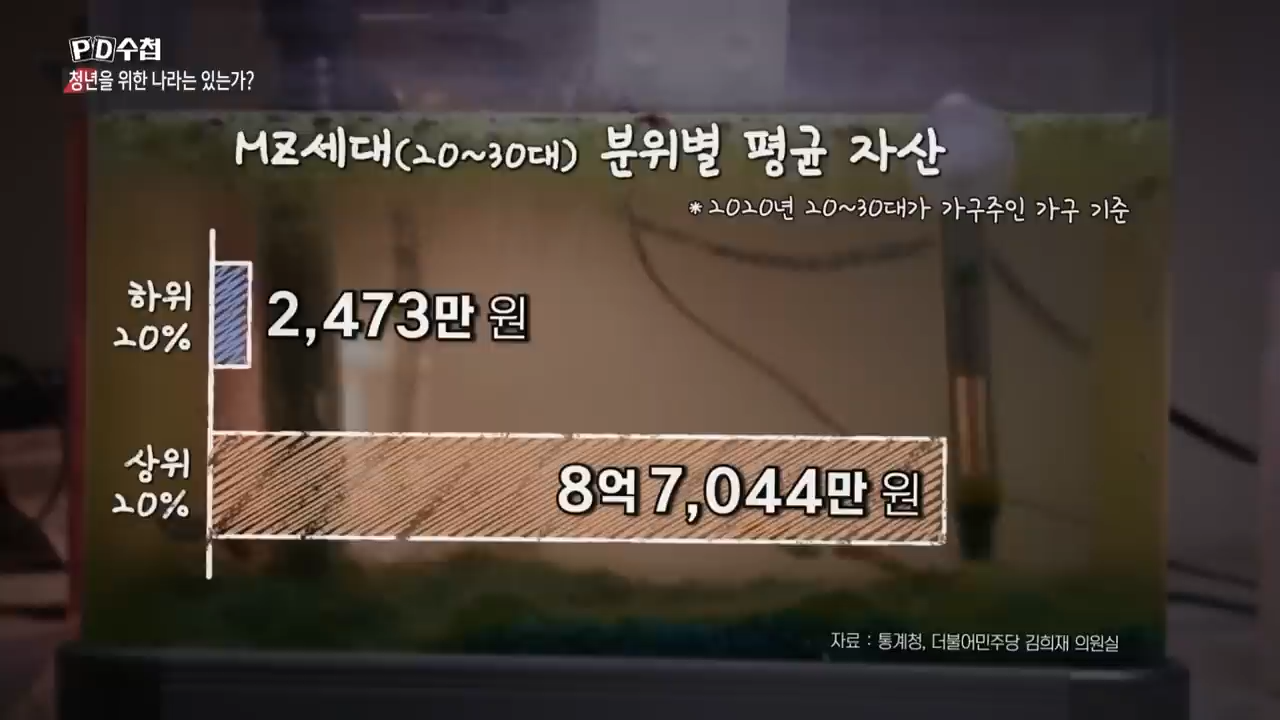 PD수첩
청년을 위한 나라는 있는가?
MZ세대(20~30대) 분위별 평균 자산
*2020년 20~30대가 가구주인 가구 기준
하위 20%
2,473만 원
상위 20%
8억 7,044만 원
자료 : 통계청, 더불어민주당 김회재 의원실